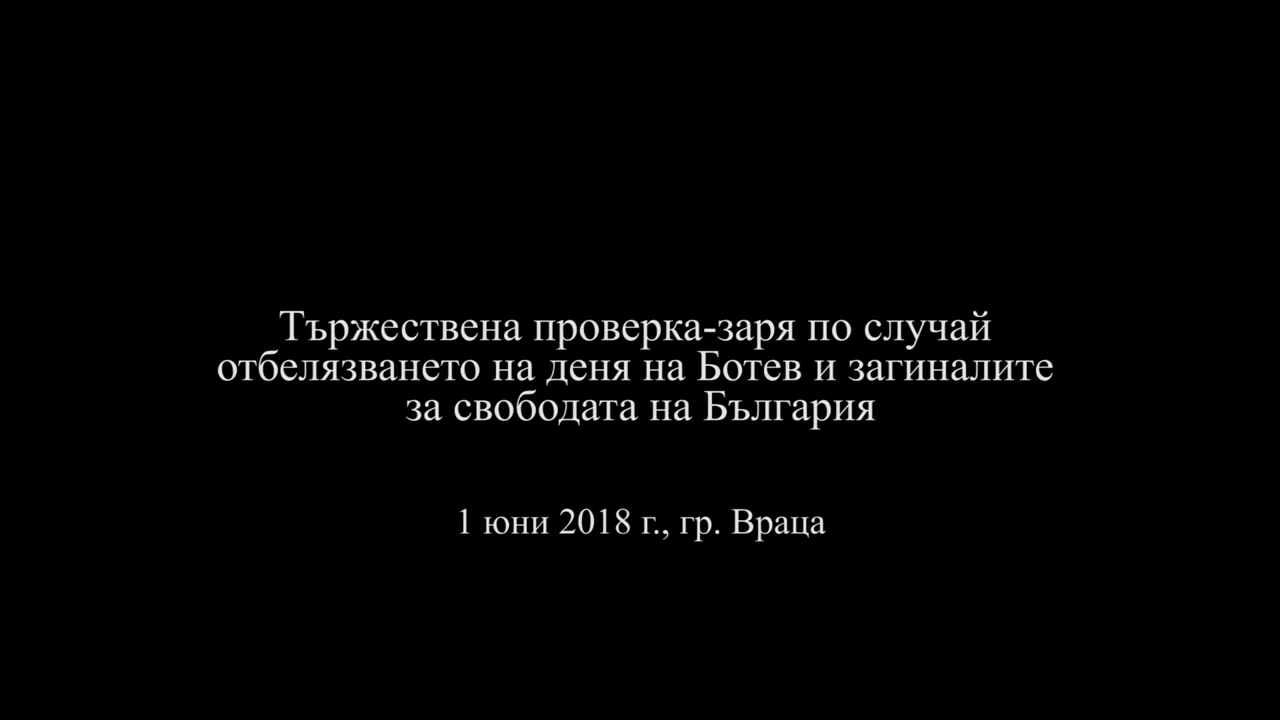 Тържествена проверка-заря по случай
отбелязването на деня на Ботев и загиналите
за свободата на България
1 юни 2018 г., гр. Враца